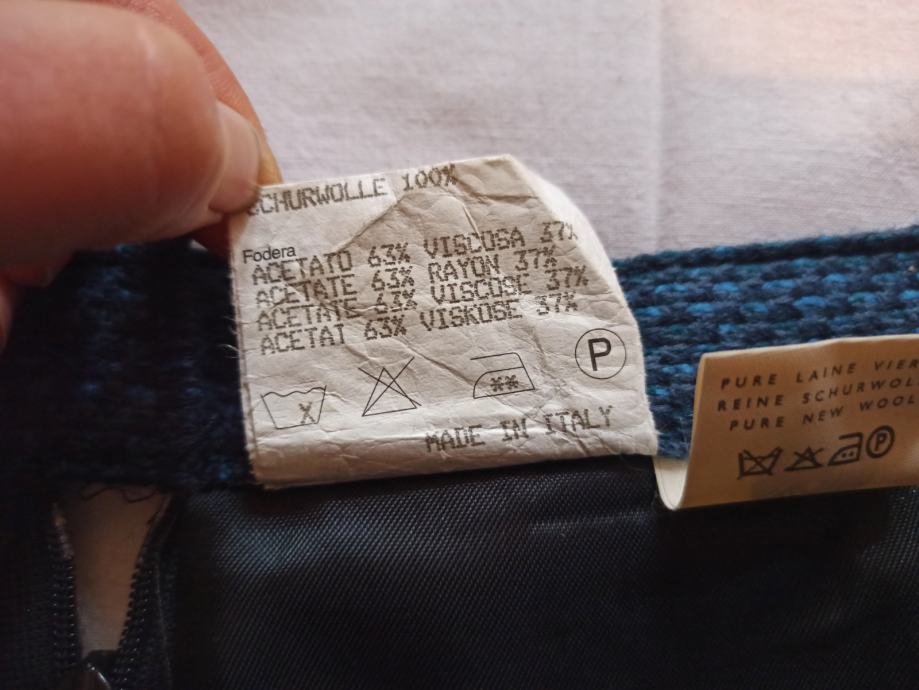 SCHURWOLLE 100%
Fodera
ACETATO 63% VISCOSA 37%
ACETATE 63% RAYON 37%
ACETATE 63% VISCOSE 37%
ACETAT 63% VISKOSE 37%
P
MADE IN ITALY
PURE LAINE VIER
REINE SCHURWOL
PURE NEW WOOL
P